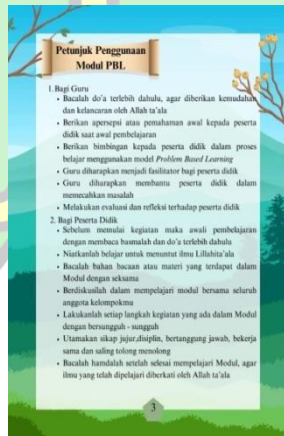 Petunjuk Penggunaan
Modul PBL
1. Bagi Guru
• Bacalah do'a terlebih dahulu, agar diberikan kemudahan
dan kelancaran oleh Allah ta'ala
• Berikan apersepsi atau pemahaman awal kepada peserta
didik saat awal pembelajaran
• Berikan bimbingan kepada peserta didik dalam proses
belajar menggunakan model Problem Based Learning
• Guru diharapkan menjadi fasilitator bagi peserta didik
• Guru diharapkan membantu peserta didik dalam
memecahkan masalah
• Melakukan evaluasi dan refleksi terhadap peserta didik
2. Bagi Peserta Didik
• Sebelum memulai kegiatan maka awali pembelajaran
dengan membaca basmalah dan do'a terlebih dahulu
• Niatkanlah belajar untuk menuntut ilmu Lillahita'ala
• Bacalah bahan bacaan atau materi yang terdapat dalam
Modul dengan seksama
• Berdiskusilah dalam mempelajari modul bersama seluruh
anggota kelompokmu
• Lakukanlah setiap langkah kegiatan yang ada dalam Modul
dengan bersungguh - sungguh
• Utamakan sikap jujur,disiplin, bertanggung jawab, bekerja
sama dan saling tolong menolong
• Bacalah hamdalah setelah selesai mempelajari Modul, agar
ilmu yang telah dipelajari diberkati oleh Allah ta'ala
3